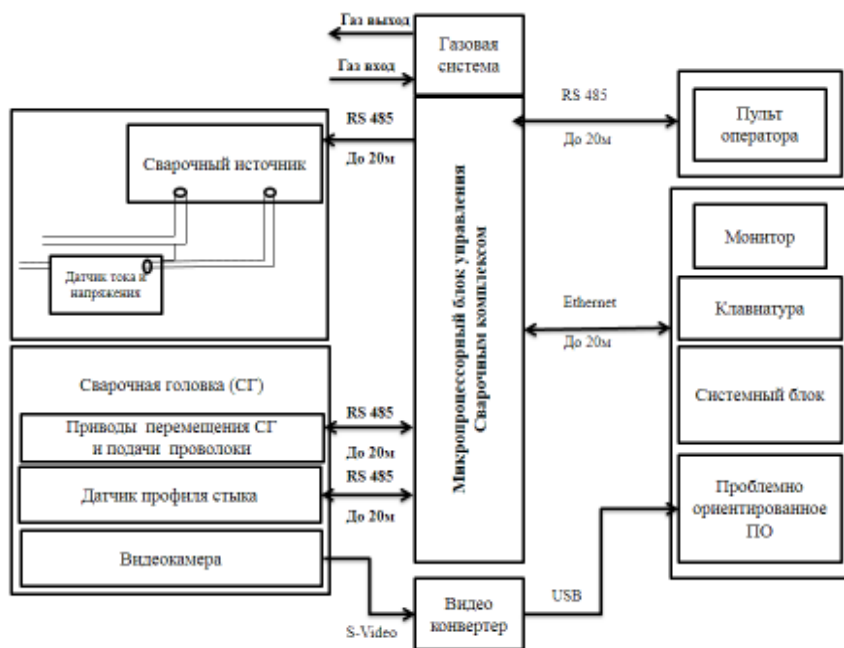 Газ выход
Газовая
система
Газ вход
RS 485
До 20м
Сварочный источник
Датчик тока и
напряжения
RS 485
До 20м
Пульт
оператора
Микропроцессорный блок управления
Сварочным комплексом
Монитор
Ethernet
До 20м
Клавиатура
Системный блок
Проблемно
ориентированное
ПО
Сварочная головка (СГ)
Приводы перемещения СГ
и подачи проволоки
RS 485
До 20м
Датчик профиля стыка
RS 485
До 20м
Видеокамера
S-Video
Видео
конвертер
USB